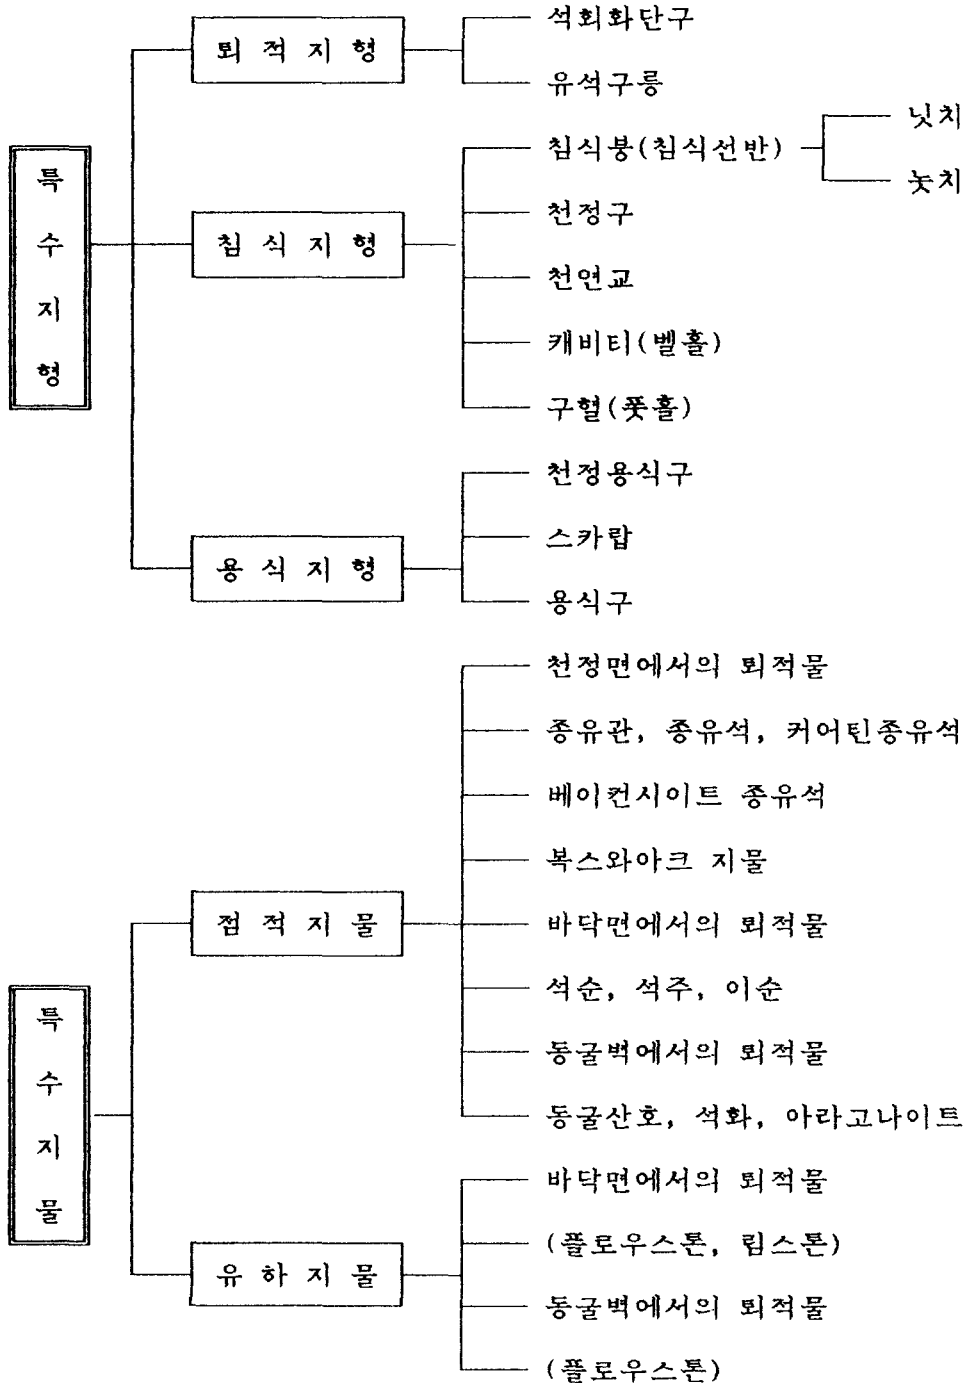 특수지형
퇴적지형
석회화단구
유석구릉
침식지형
침식붕(침식선반)
닛치
놋치
천정구
천연교
캐비티(벨홀)
구혈(풋홀)
용식지형
천정용식구
스카랍
용식구
특수지물
점적지물
천정면에서의 퇴적물
종유관, 종유석, 커어틴종유석
베이컨시이트 종유석
복스와아크 지물
바닥면에서의 퇴적물
석순, 석주, 이순
동굴벽에서의 퇴적물
동굴산호, 석화, 아라고나이트
유하지물
바닥면에서의 퇴적물
(플로우스톤, 림스톤)
동굴벽에서의 퇴적물
(플로우스톤)